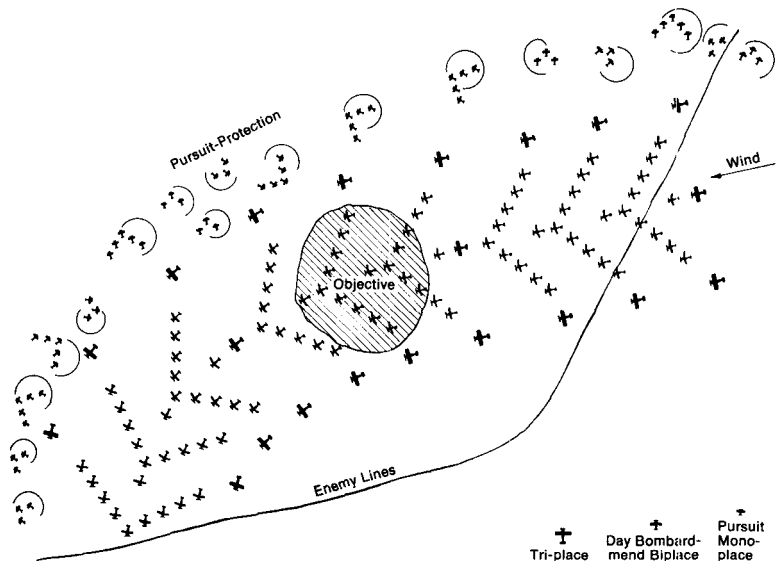 Pursuit-Protection
Wind
Objective
Enemy Lines
Tri-place
Day Bombard-
mend Biplace
Pursuit
Mono-
place